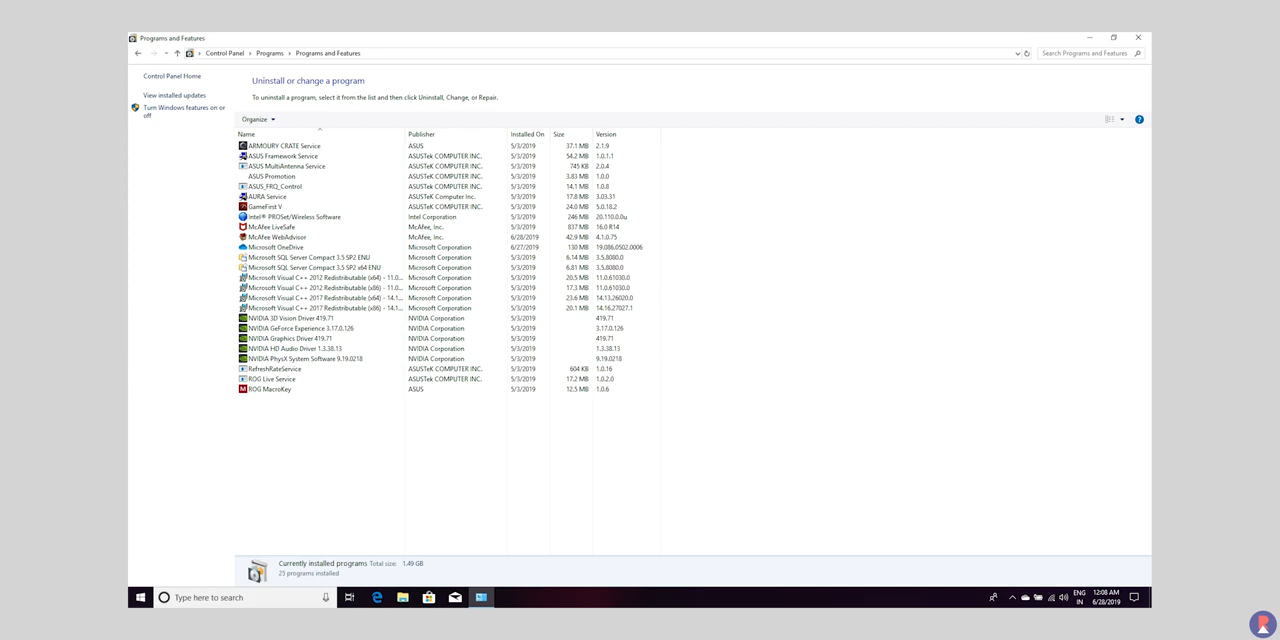 Programs and Features
Control Panel > Programs > Programs and Features
Search Programs and Features
Control Panel Home
View installed updates
Turn Windows features on or
off
Uninstall or change a program
To uninstall a program, select it from the list and then click Uninstall, Change, or Repair.
Organize
Name Publisher Installed On Size Version
ARMOURY CRATE Service ASUS 5/3/2019 37.1 MB 2.1.9
ASUS Framework Service ASUSTek COMPUTER INC. 5/3/2019 54.2 MB 1.0.1.1
ASUS MultiAntenna Service ASUSTek COMPUTER INC. 5/3/2019 745 KB 2.0.4
ASUS Promotion ASUSTek COMPUTER INC. 5/3/2019 3.83 MB 1.0.0
ASUS_FRQ_Control ASUSTek COMPUTER INC. 5/3/2019 14.1 MB 1.0.8
AURA Service ASUSTeK Computer Inc. 5/3/2019 17.8 MB 3.03.31
GameFirst V ASUSTeK COMPUTER INC. 5/3/2019 24.0 MB 5.0.18.2
Intel® PROSet/Wireless Software Intel Corporation 5/3/2019 246 MB 20.110.0.0u
McAfee LiveSafe McAfee, Inc. 5/3/2019 837 MB 16.0 R14
McAfee WebAdvisor McAfee, Inc. 6/28/2019 42.9 MB 4.1.0.75
Microsoft OneDrive Microsoft Corporation 6/27/2019 130 MB 19.086.0502.0006
Microsoft SQL Server Compact 3.5 SP2 ENU Microsoft Corporation 5/3/2019 6.14 MB 3.5.8080.0
Microsoft SQL Server Compact 3.5 SP2 x64 ENU Microsoft Corporation 5/3/2019 6.81 MB 3.5.8080.0
Microsoft Visual C++ 2012 Redistributable (x64) - 11.0... Microsoft Corporation 5/3/2019 20.5 MB 11.0.61030.0
Microsoft Visual C++ 2012 Redistributable (x86) - 11.0... Microsoft Corporation 5/3/2019 17.3 MB 11.0.61030.0
Microsoft Visual C++ 2017 Redistributable (x64) - 14.1... Microsoft Corporation 5/3/2019 23.6 MB 14.13.26020.0
Microsoft Visual C++ 2017 Redistributable (x86) - 14.1... Microsoft Corporation 5/3/2019 20.1 MB 14.16.27027.1
NVIDIA 3D Vision Driver 419.71 NVIDIA Corporation 5/3/2019 419.71
NVIDIA GeForce Experience 3.17.0.126 NVIDIA Corporation 5/3/2019 3.17.0.126
NVIDIA Graphics Driver 419.71 NVIDIA Corporation 5/3/2019 419.71
NVIDIA HD Audio Driver 1.3.38.13 NVIDIA Corporation 5/3/2019 1.3.38.13
NVIDIA PhysX System Software 9.19.0218 NVIDIA Corporation 5/3/2019 9.19.0218
RefreshRateService ASUSTek COMPUTER INC. 5/3/2019 604 KB 1.0.16
ROG Live Service ASUSTek COMPUTER INC. 5/3/2019 17.2 MB 1.0.2.0
ROG MacroKey ASUS 5/3/2019 12.5 MB 1.0.6
Currently installed programs Total size: 1.49 GB
25 programs installed
Type here to search
ENG 12:08 AM
IN 6/28/2019